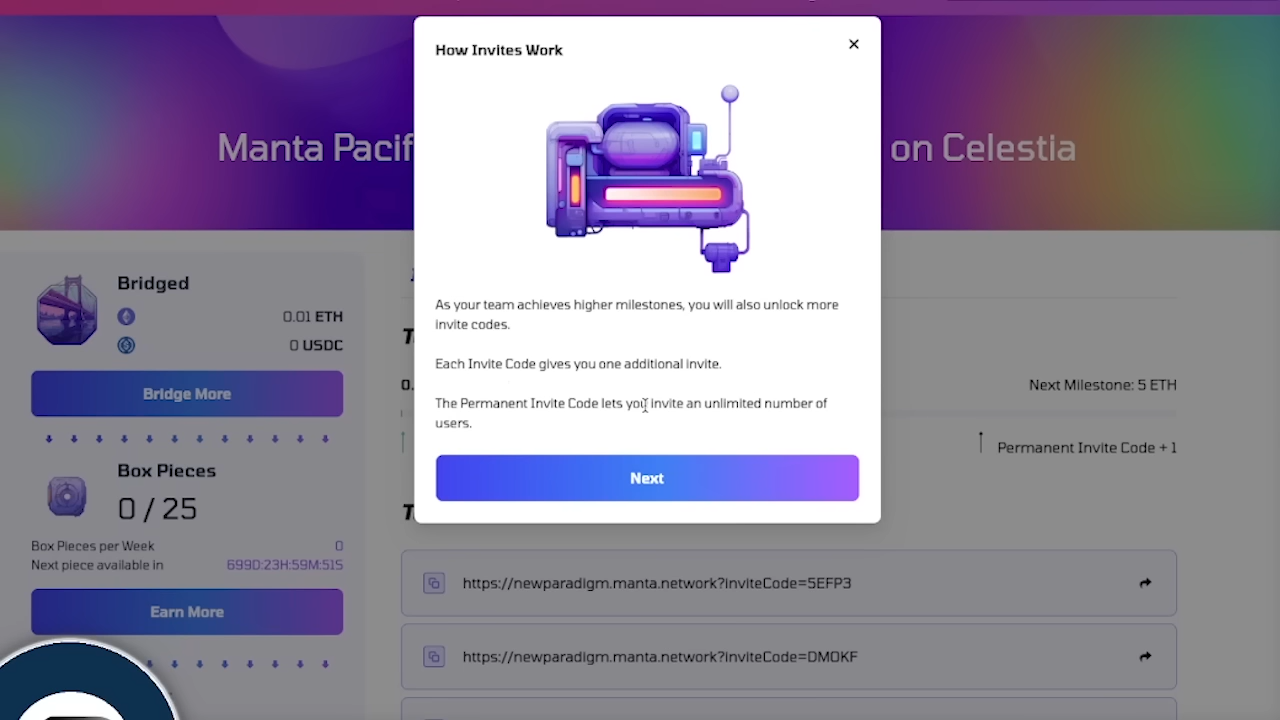 How Invites Work
Manta Pacif
on Celestia
As your team achieves higher milestones, you will also unlock more
invite codes.
Each Invite Code gives you one additional invite.
The Permanent Invite Code lets you invite an unlimited number of
users.
Next
Bridged
0.01 ETH
0 USDC
Bridge More
Box Pieces
0 / 25
Box Pieces per Week 0
Next piece available in 699D:23H:59M:51S
Earn More
Next Milestone: 5 ETH
Permanent Invite Code + 1
https://newparadigm.manta.network?inviteCode=5EFP3
https://newparadigm.manta.network?inviteCode=DM0KF